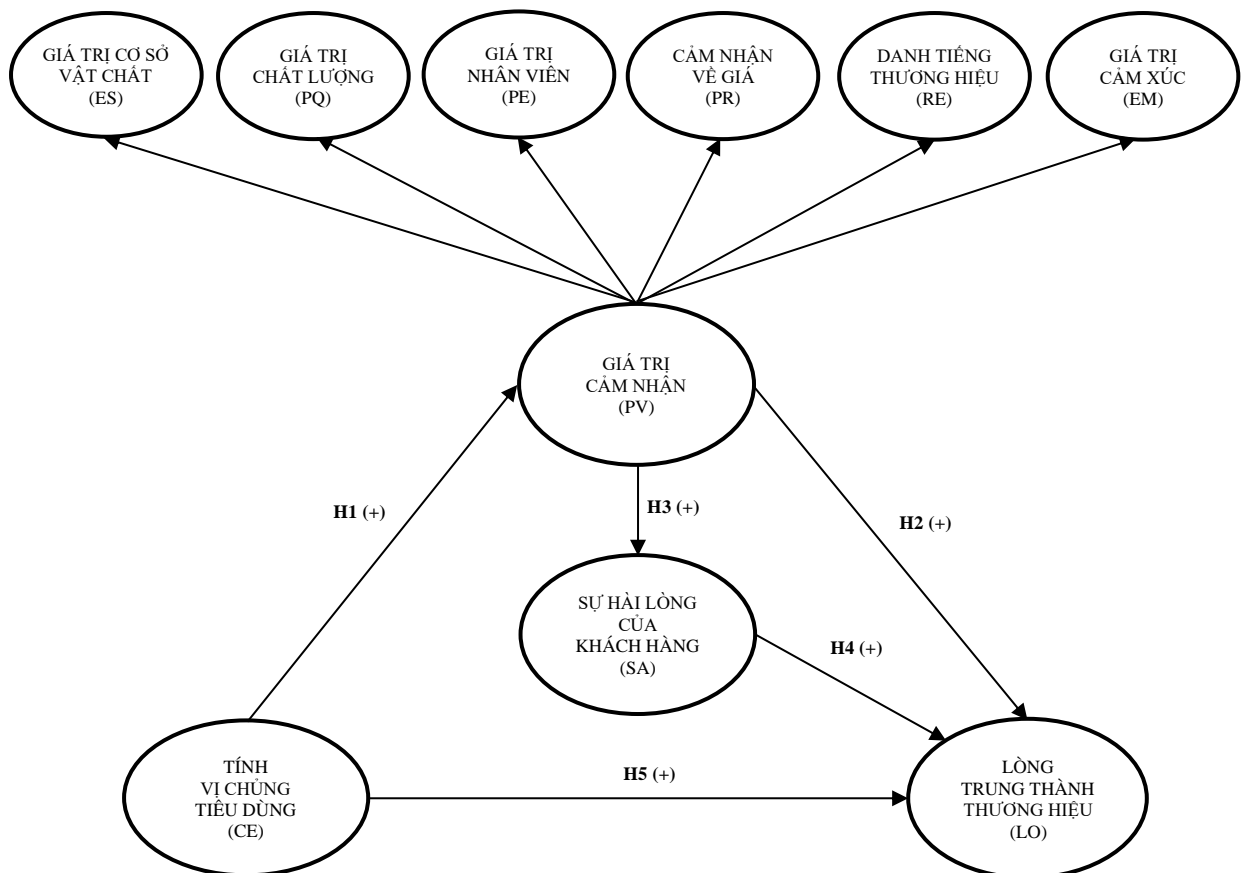 GIÁ TRỊ CƠ SỞ
VẬT CHẤT
(ES)
GIÁ TRỊ
CHẤT LƯỢNG
(PQ)
GIÁ TRỊ
NHÂN VIÊN
(PE)
CẢM NHẬN
VỀ GIÁ
(PR)
DANH TIẾNG
THƯƠNG HIỆU
(RE)
GIÁ TRỊ
CẢM XÚC
(EM)
GIÁ TRỊ
CẢM NHẬN
(PV)
H1 (+)
H3 (+)
H2 (+)
SỰ HÀI LÒNG
CỦA
KHÁCH HÀNG
(SA)
H4 (+)
TÍNH
VỊ CHỦNG
TIÊU DÙNG
(CE)
H5 (+)
LÒNG
TRUNG THÀNH
THƯƠNG HIỆU
(LO)